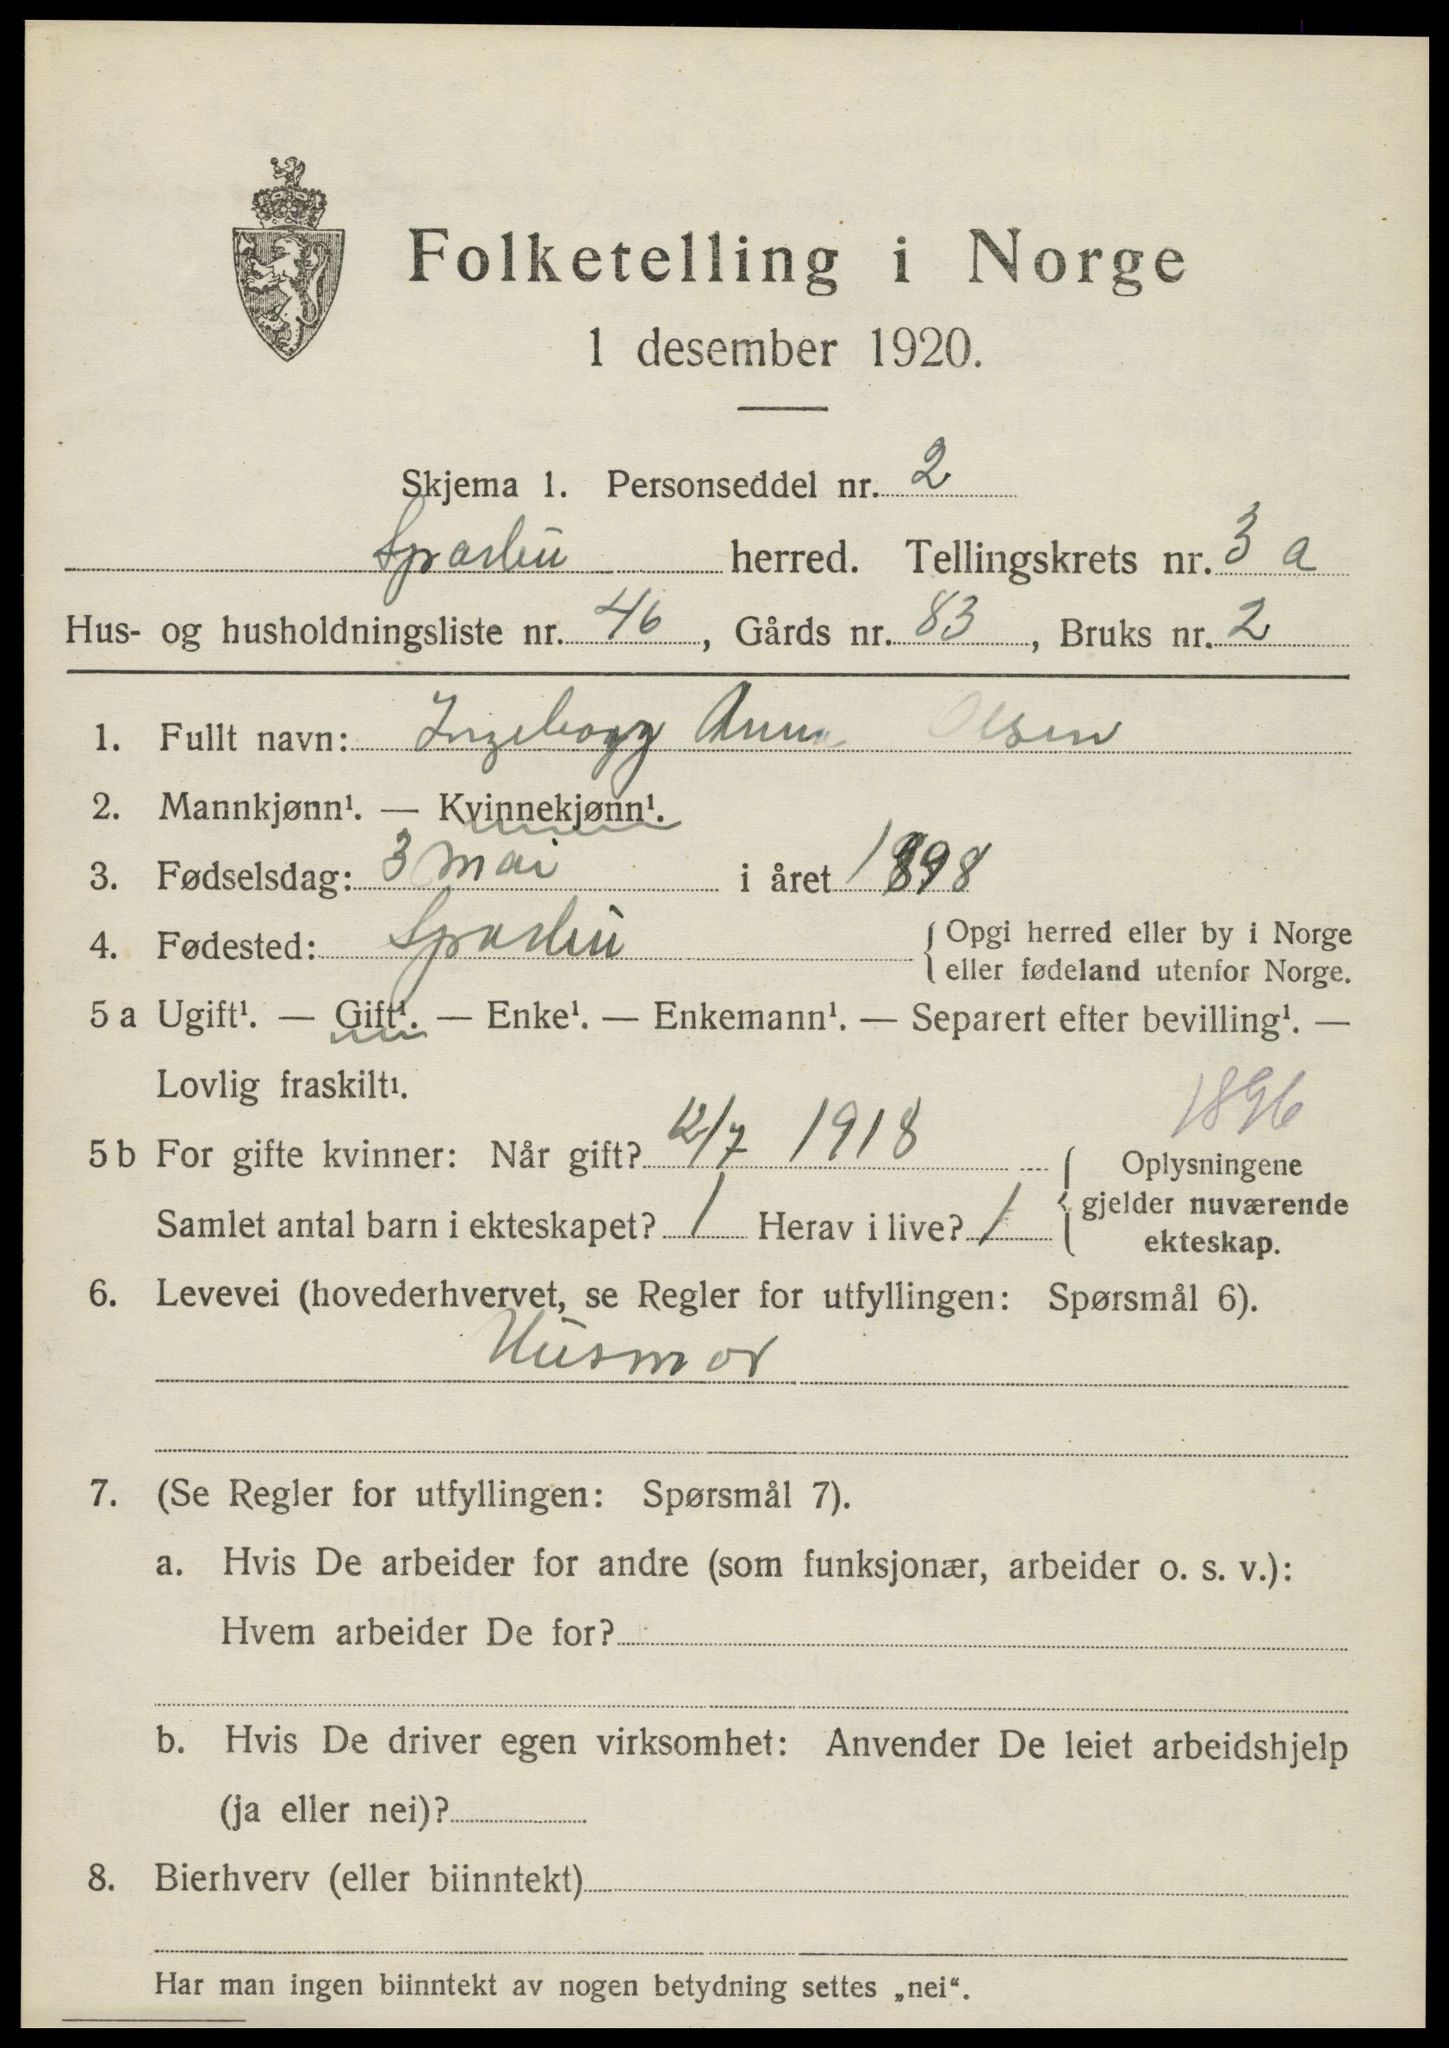 Folketelling i Norge
1 desember 1920.
Skjema 1. Personseddel nr. 2
Sparbu herred. Tellingskrets nr. 3 a
Hus- og husholdningsliste nr. 46, Gårds nr. 83, Bruks nr. 2
1. Fullt navn: Ingeborg Anna Olsen
2. Mannkjønn¹. — Kvinnekjønn¹.
3. Fødselsdag: 3 mai i året 1898
4. Fødested: Sparbu { Opgi herred eller by i Norge
eller fødeland utenfor Norge.
5 a Ugift¹. — Gift¹. — Enke¹. — Enkemann¹. — Separert efter bevilling¹. —
Lovlig fraskilt¹.
1896
5 b For gifte kvinner: Når gift? 12/7 1918 { Oplysningene
Samlet antal barn i ekteskapet? 1 Herav i live? 1 gjelder nuværende
ekteskap.
6. Levevei (hovederhvervet, se Regler for utfyllingen: Spørsmål 6).
Husmor
7. (Se Regler for utfyllingen: Spørsmål 7).
a. Hvis De arbeider for andre (som funksjonær, arbeider o. s. v.):
Hvem arbeider De for?
b. Hvis De driver egen virksomhet: Anvender De leiet arbeidshjelp
(ja eller nei)?
8. Bierhverv (eller biinntekt)
Har man ingen biinntekt av nogen betydning settes „nei“.